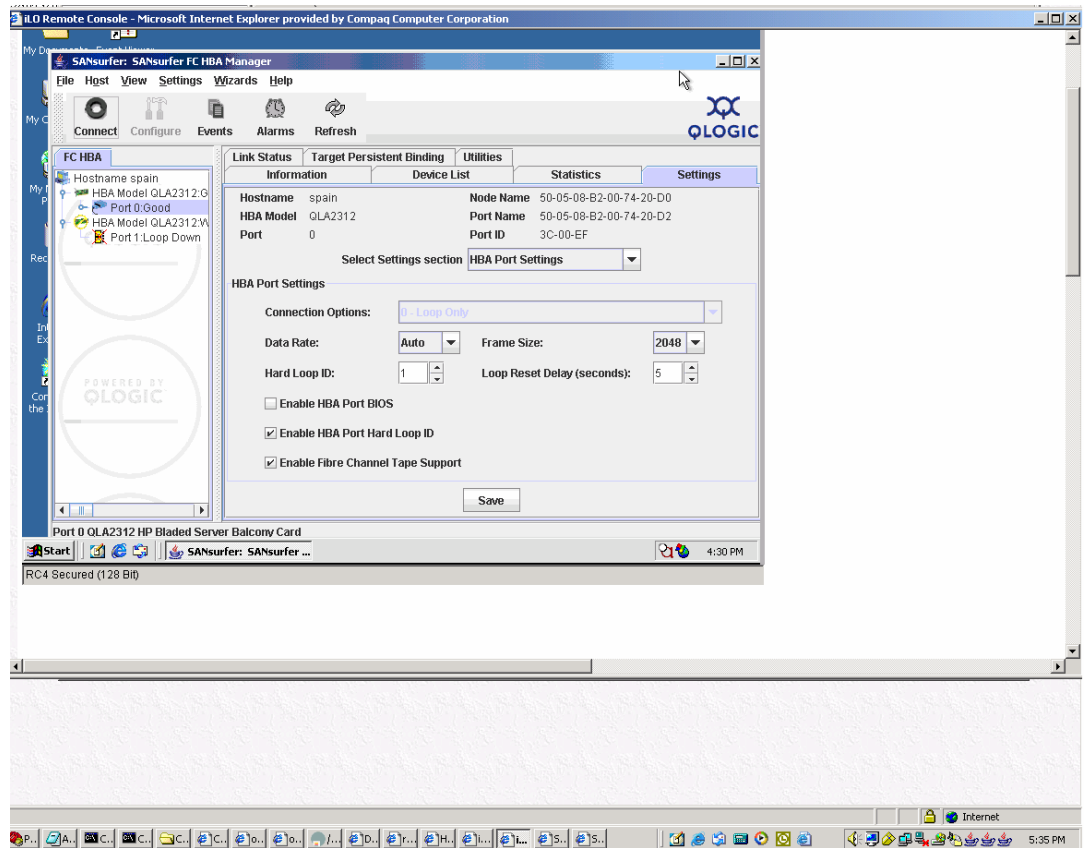 iLO Remote Console - Microsoft Internet Explorer provided by Compaq Computer Corporation
SANsurfer: SANsurfer FC HBA Manager
File Host View Settings Wizards Help
Connect Configure Events Alarms Refresh
QLOGIC
FC HBA
Hostname spain
HBA Model QLA2312:G
Port 0:Good
HBA Model QLA2312:W
Port 1:Loop Down
POWERED BY
QLOGIC
Link Status Target Persistent Binding Utilities
Information Device List Statistics Settings
Hostname spain Node Name 50-05-08-B2-00-74-20-D0
HBA Model QLA2312 Port Name 50-05-08-B2-00-74-20-D2
Port 0 Port ID 3C-00-EF
Select Settings section HBA Port Settings
HBA Port Settings
Connection Options: 0 - Loop Only
Data Rate: Auto Frame Size: 2048
Hard Loop ID: 1 Loop Reset Delay (seconds): 5
Enable HBA Port BIOS
Enable HBA Port Hard Loop ID
Enable Fibre Channel Tape Support
Save
Port 0 QLA2312 HP Bladed Server Balcony Card
Start SANsurfer: SANsurfer ... 4:30 PM
RC4 Secured (128 Bit)
Internet
P.. A.. C.. C.. C.. C.. o.. o.. /... D.. r... H.. i... i... S.. S.. 5:35 PM